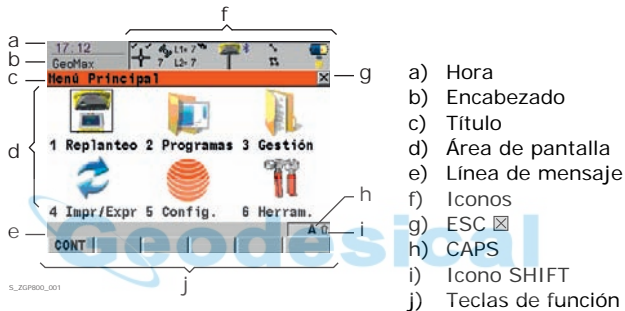 f
a 17:12 L1= 7
b GeoMax 7 L2= 7
c Menú Principal g
d
1 Replanteo 2 Programas 3 Gestión
4 Impr/Expr 5 Config. 6 Herram.
h
e A i
CONT
j
S_ZGP800_001
Geodesical
a) Hora
b) Encabezado
c) Título
d) Área de pantalla
e) Línea de mensaje
f) Iconos
g) ESC
h) CAPS
i) Icono SHIFT
j) Teclas de función